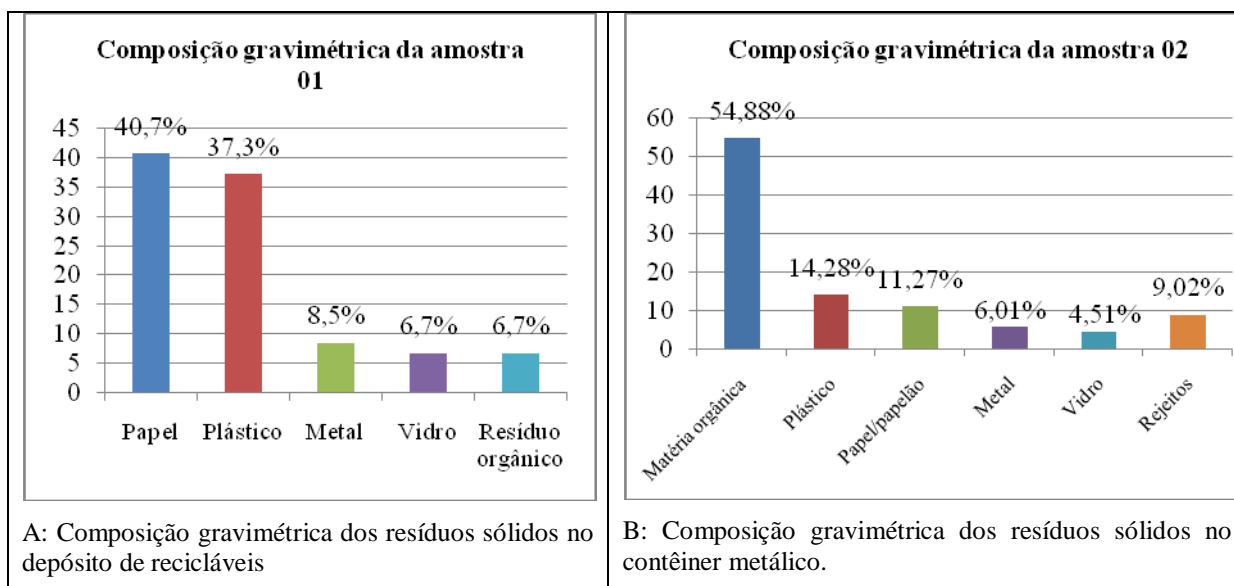 Composição gravimétrica da amostra
01
45
40
35
30
25
20
15
10
5
0
40,7%
37,3%
8,5%
6,7%
6,7%
Papel
Plástico
Metal
Vidro
Resíduo
orgânico
A: Composição gravimétrica dos resíduos sólidos no
depósito de recicláveis
Composição gravimétrica da amostra 02
60
50
40
30
20
10
0
54,88%
14,28%
11,27%
6,01%
4,51%
9,02%
Matéria orgânica
Plástico
Papel/papelão
Metal
Vidro
Rejeitos
B: Composição gravimétrica dos resíduos sólidos no
contêiner metálico.